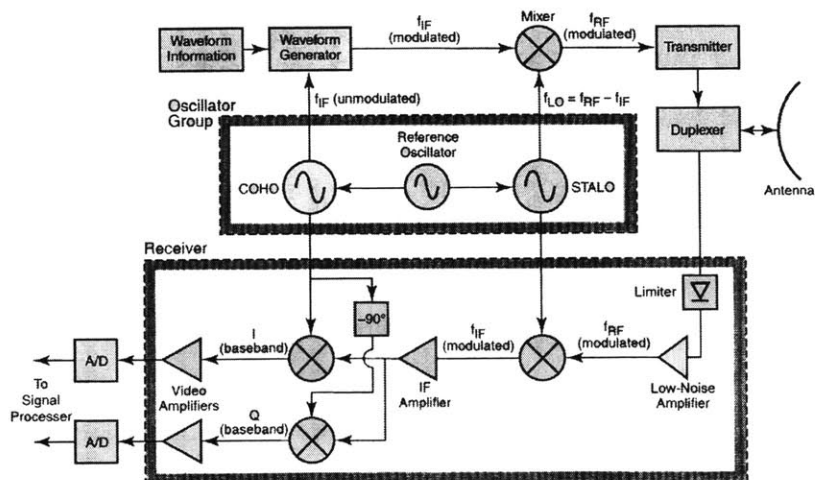 f_IF
(modulated)
Mixer
f_RF
(modulated)
Waveform
Information
Waveform
Generator
Transmitter
f_IF (unmodulated)
f_LO = f_RF – f_IF
Oscillator
Group
Reference
Oscillator
Duplexer
COHO
STALO
Antenna
Receiver
Limiter
–90°
I
(baseband)
f_IF
(modulated)
f_RF
(modulated)
A/D
To
Signal
Processer
Video
Amplifiers
IF
Amplifier
Low-Noise
Amplifier
Q
(baseband)
A/D